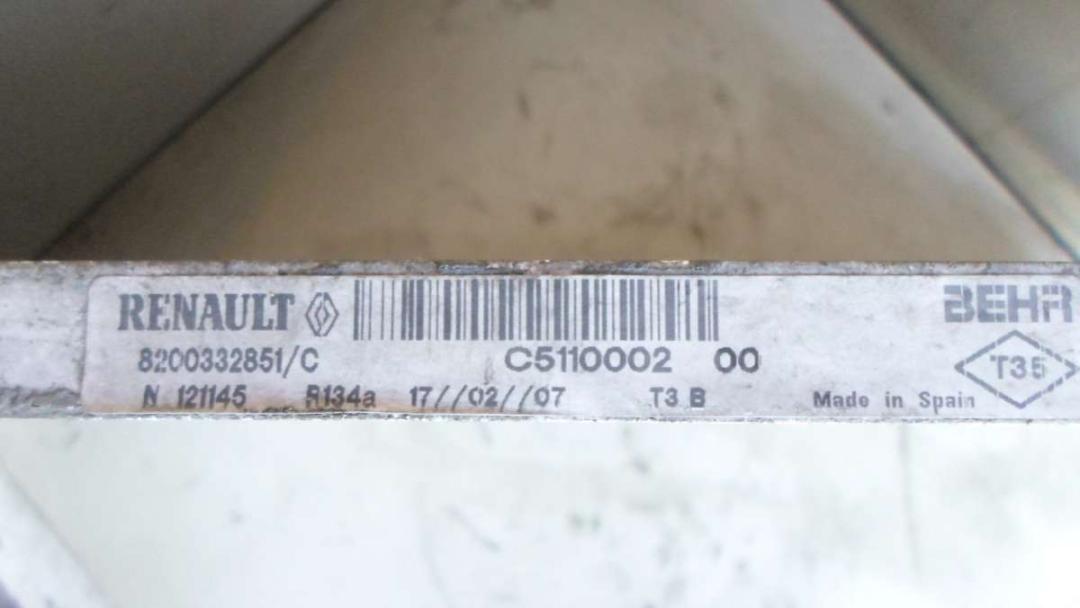 RENAULT BEHR
8200332851/C C5110002 00 T35
N 121145 R134a 17//02//07 T3 B Made in Spain